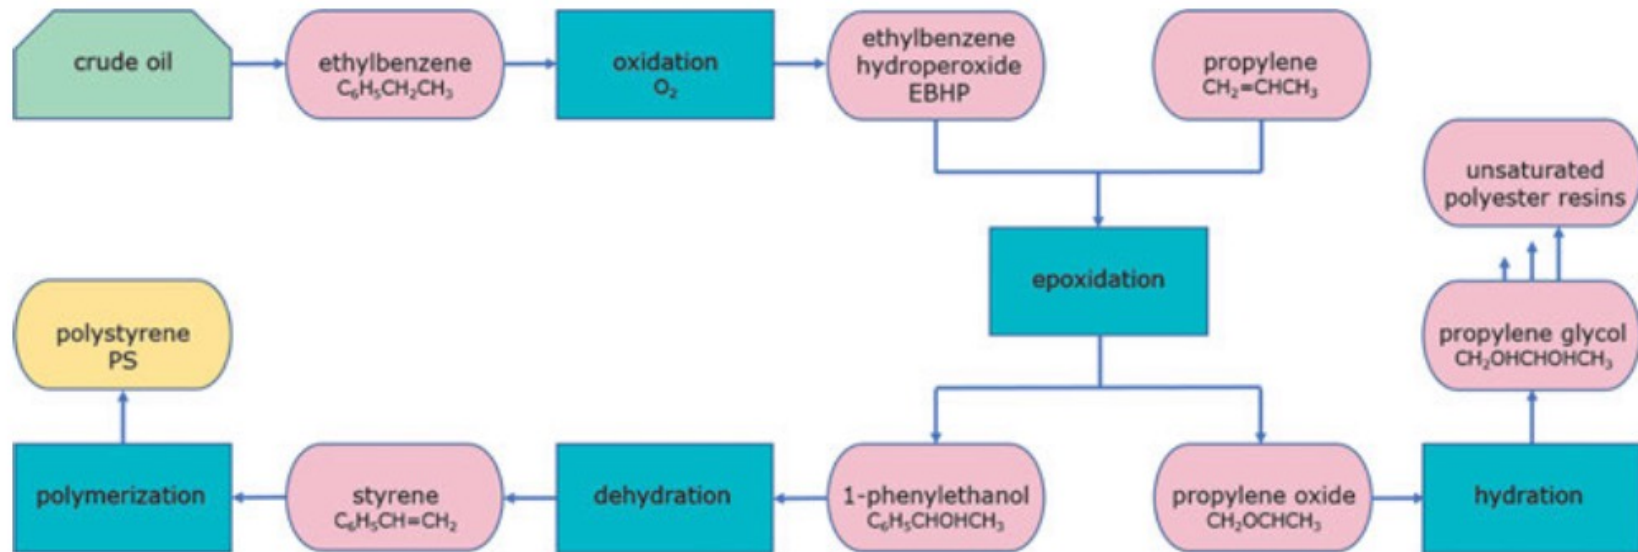 crude oil
ethylbenzene
C₆H₅CH₂CH₃
oxidation
O₂
ethylbenzene
hydroperoxide
EBHP
propylene
CH₂=CHCH₃
unsaturated
polyester resins
epoxidation
polystyrene
PS
propylene glycol
CH₂OHCHOHCH₃
polymerization
styrene
C₆H₅CH=CH₂
dehydration
1-phenylethanol
C₆H₅CHOHCH₃
propylene oxide
CH₂OCHCH₃
hydration